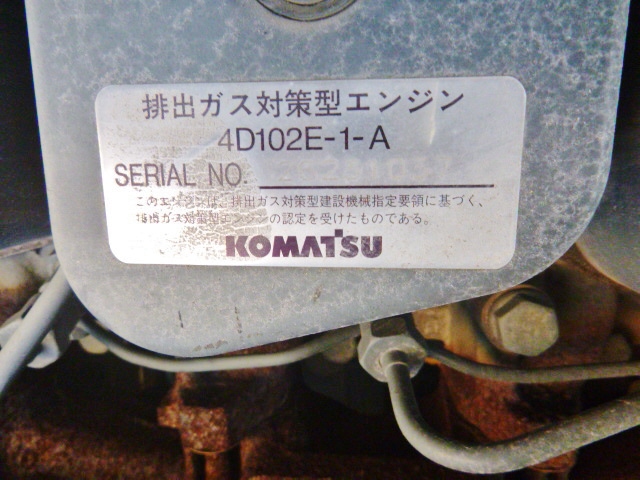 排出ガス対策型エンジン
4D102E-1-A
SERIAL NO.
このエンジンは、排出ガス対策型建設機械指定要領に基づく、
排出ガス対策型エンジンの認定を受けたものである。
KOMATSU